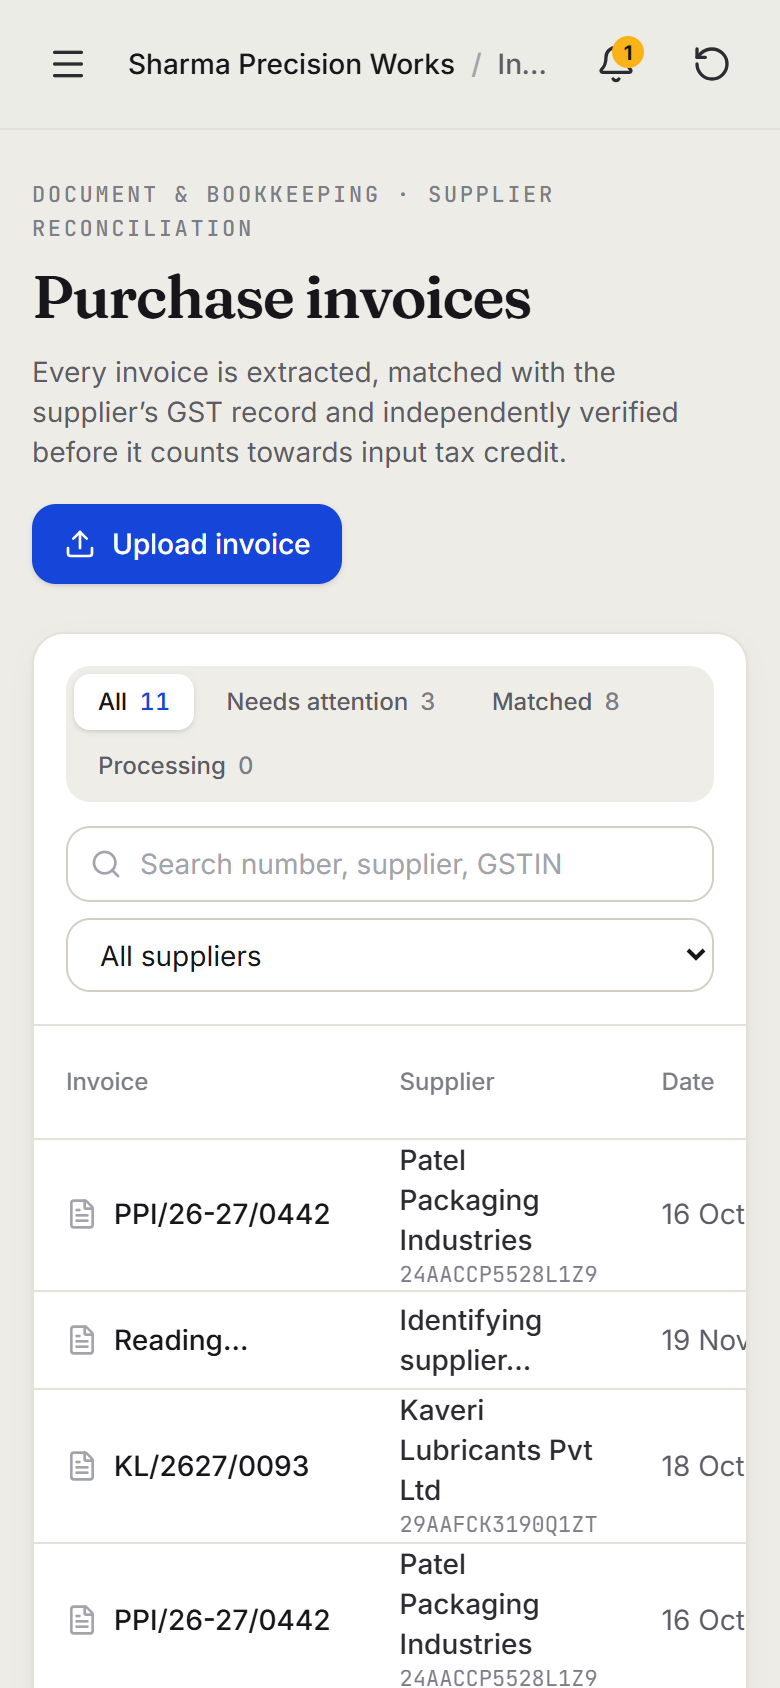 Sharma Precision Works / In...
1
DOCUMENT & BOOKKEEPING · SUPPLIER
RECONCILIATION
Purchase invoices
Every invoice is extracted, matched with the
supplier’s GST record and independently verified
before it counts towards input tax credit.
Upload invoice
All 11 Needs attention 3 Matched 8
Processing 0
Search number, supplier, GSTIN
All suppliers
Invoice Supplier Date
PPI/26-27/0442
Patel
Packaging
Industries
24AACCP5528L1Z9
16 Oct
Reading...
Identifying
supplier...
19 Nov
KL/2627/0093
Kaveri
Lubricants Pvt
Ltd
29AAFCK3190Q1ZT
18 Oct
PPI/26-27/0442
Patel
Packaging
Industries
24AACCP5528L1Z9
16 Oct